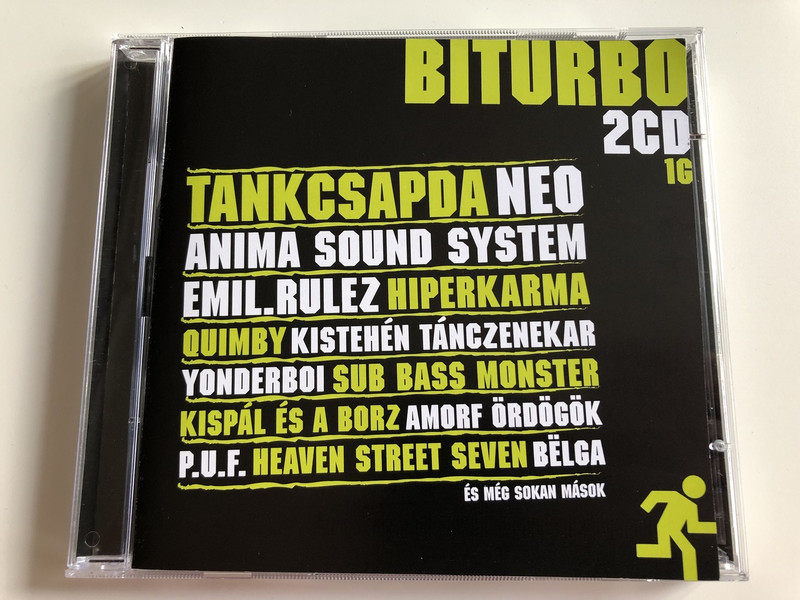 BITURBO
2CD
16
TANKCSAPDA NEO
ANIMA SOUND SYSTEM
EMIL.RULEZ HIPERKARMA
QUIMBY KISTEHÉN TÁNCZENEKAR
YONDERBOI SUB BASS MONSTER
KISPÁL ÉS A BORZ AMORF ÖRDÖGÖK
P.U.F. HEAVEN STREET SEVEN BËLGA
ÉS MÉG SOKAN MÁSOK